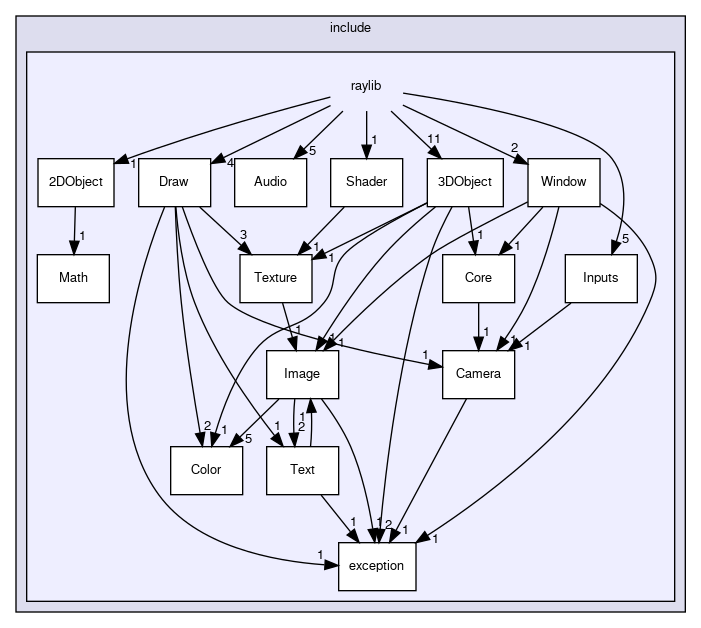 include
raylib
1 4 5 1 11 2
2DObject Draw Audio Shader 3DObject Window
1 3 1 1 1 1 5
Math Texture Core Inputs
1 1 1 1 1 1 1
Image Camera
2 1 5 1 1 2
Color Text
1 1 1 2 1 1
exception